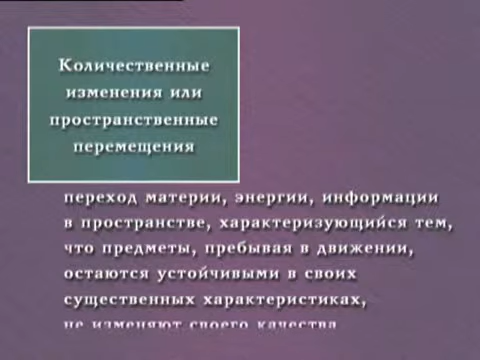 Количественные
изменения или
пространственные
перемещения
переход материи, энергии, информации
в пространстве, характеризующийся тем,
что предметы, пребывая в движении,
остаются устойчивыми в своих
существенных характеристиках,
не изменяют своего качества